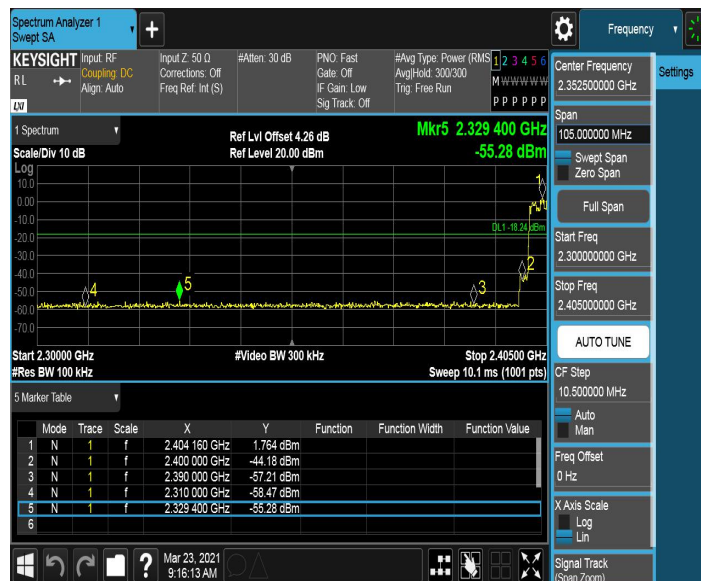 Spectrum Analyzer 1
Swept SA
+
Frequency
KEYSIGHT
RL
LXI
Input: RF
Coupling: DC
Align: Auto
Input Z: 50 Ω
Corrections: Off
Freq Ref: Int (S)
#Atten: 30 dB
PNO: Fast
Gate: Off
IF Gain: Low
Sig Track: Off
#Avg Type: Power (RMS
Avg|Hold: 300/300
Trig: Free Run
1 2 3 4 5 6
M W W W W W
P P P P P P
Center Frequency
2.352500000 GHz
Settings
Span
105.000000 MHz
Swept Span
Zero Span
Full Span
Start Freq
2.300000000 GHz
Stop Freq
2.405000000 GHz
AUTO TUNE
CF Step
10.500000 MHz
Auto
Man
Freq Offset
0 Hz
X Axis Scale
Log
Lin
Signal Track
(Span Zoom)
1 Spectrum
Scale/Div 10 dB
Ref Lvl Offset 4.26 dB
Ref Level 20.00 dBm
Mkr5 2.329 400 GHz
-55.28 dBm
Log
10.0
0.00
-10.0
-20.0
-30.0
-40.0
-50.0
-60.0
-70.0
1
DL1 -18.24 dBm
2
3
4
5
Start 2.30000 GHz
#Video BW 300 kHz
Stop 2.40500 GHz
#Res BW 100 kHz
Sweep 10.1 ms (1001 pts)
5 Marker Table
Mode Trace Scale X Y Function Function Width Function Value
1 N 1 f 2.404 160 GHz 1.764 dBm
2 N 1 f 2.400 000 GHz -44.18 dBm
3 N 1 f 2.390 000 GHz -57.21 dBm
4 N 1 f 2.310 000 GHz -58.47 dBm
5 N 1 f 2.329 400 GHz -55.28 dBm
6
?
Mar 23, 2021
9:16:13 AM